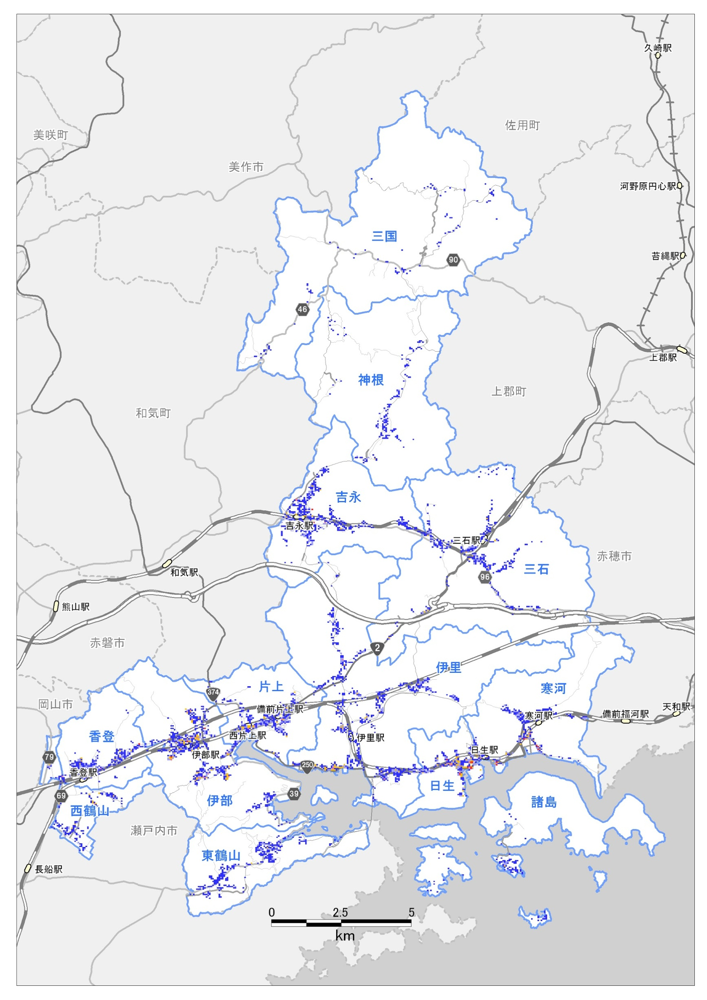 久崎駅
佐用町
美咲町
美作市
河野原円心駅
三国
苔縄駅
90
46
上郡駅
神根
上郡町
和気町
吉永
吉永駅
三石駅
赤穂市
三石
和気駅
96
熊山駅
赤磐市
2
伊里
片上
寒河
374
岡山市
備前片上駅
天和駅
寒河駅
備前福河駅
西片上駅
香登
伊里駅
日生駅
伊部駅
79
250
香登駅
日生
69
39
伊部
諸島
西鶴山
瀬戸内市
東鶴山
長船駅
0 2.5 5
km